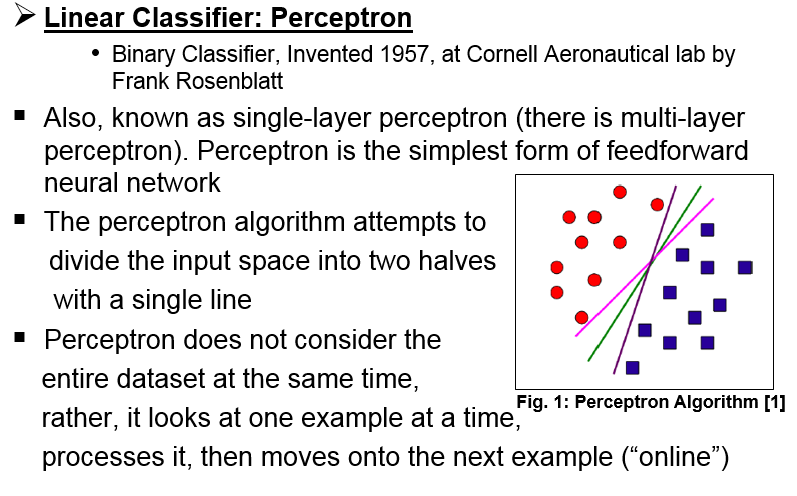 ➢ Linear Classifier: Perceptron
• Binary Classifier, Invented 1957, at Cornell Aeronautical lab by
Frank Rosenblatt
▪ Also, known as single-layer perceptron (there is multi-layer
perceptron). Perceptron is the simplest form of feedforward
neural network
▪ The perceptron algorithm attempts to
divide the input space into two halves
with a single line
▪ Perceptron does not consider the
entire dataset at the same time,
rather, it looks at one example at a time,
processes it, then moves onto the next example (“online”)
Fig. 1: Perceptron Algorithm [1]